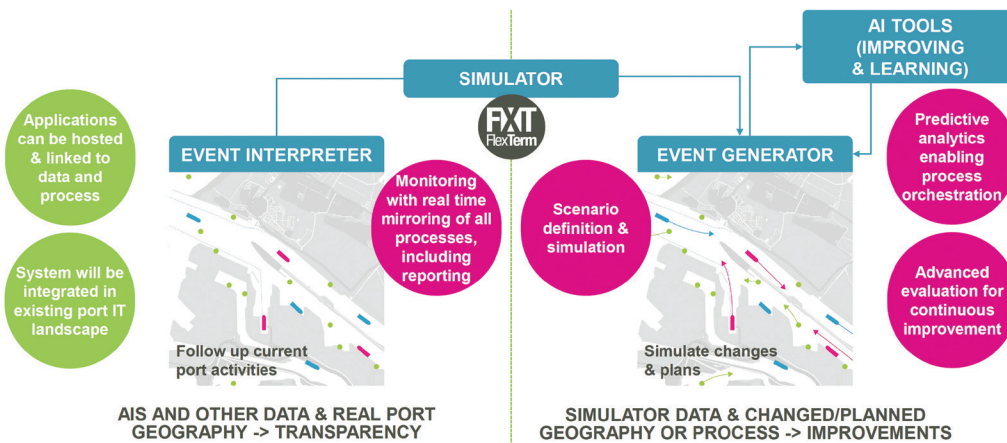 AI TOOLS
(IMPROVING
& LEARNING)
SIMULATOR
FXT
FlexTerm
Applications
can be hosted
& linked to
data and
process
EVENT INTERPRETER
EVENT GENERATOR
Predictive
analytics
enabling
process
orchestration
Monitoring
with real time
mirroring of all
processes,
including
reporting
Scenario
definition &
simulation
System will be
integrated in
existing port IT
landscape
Advanced
evaluation for
continuous
improvement
Follow up current
port activities
Simulate changes
& plans
AIS AND OTHER DATA & REAL PORT
GEOGRAPHY -> TRANSPARENCY
SIMULATOR DATA & CHANGED/PLANNED
GEOGRAPHY OR PROCESS -> IMPROVEMENTS